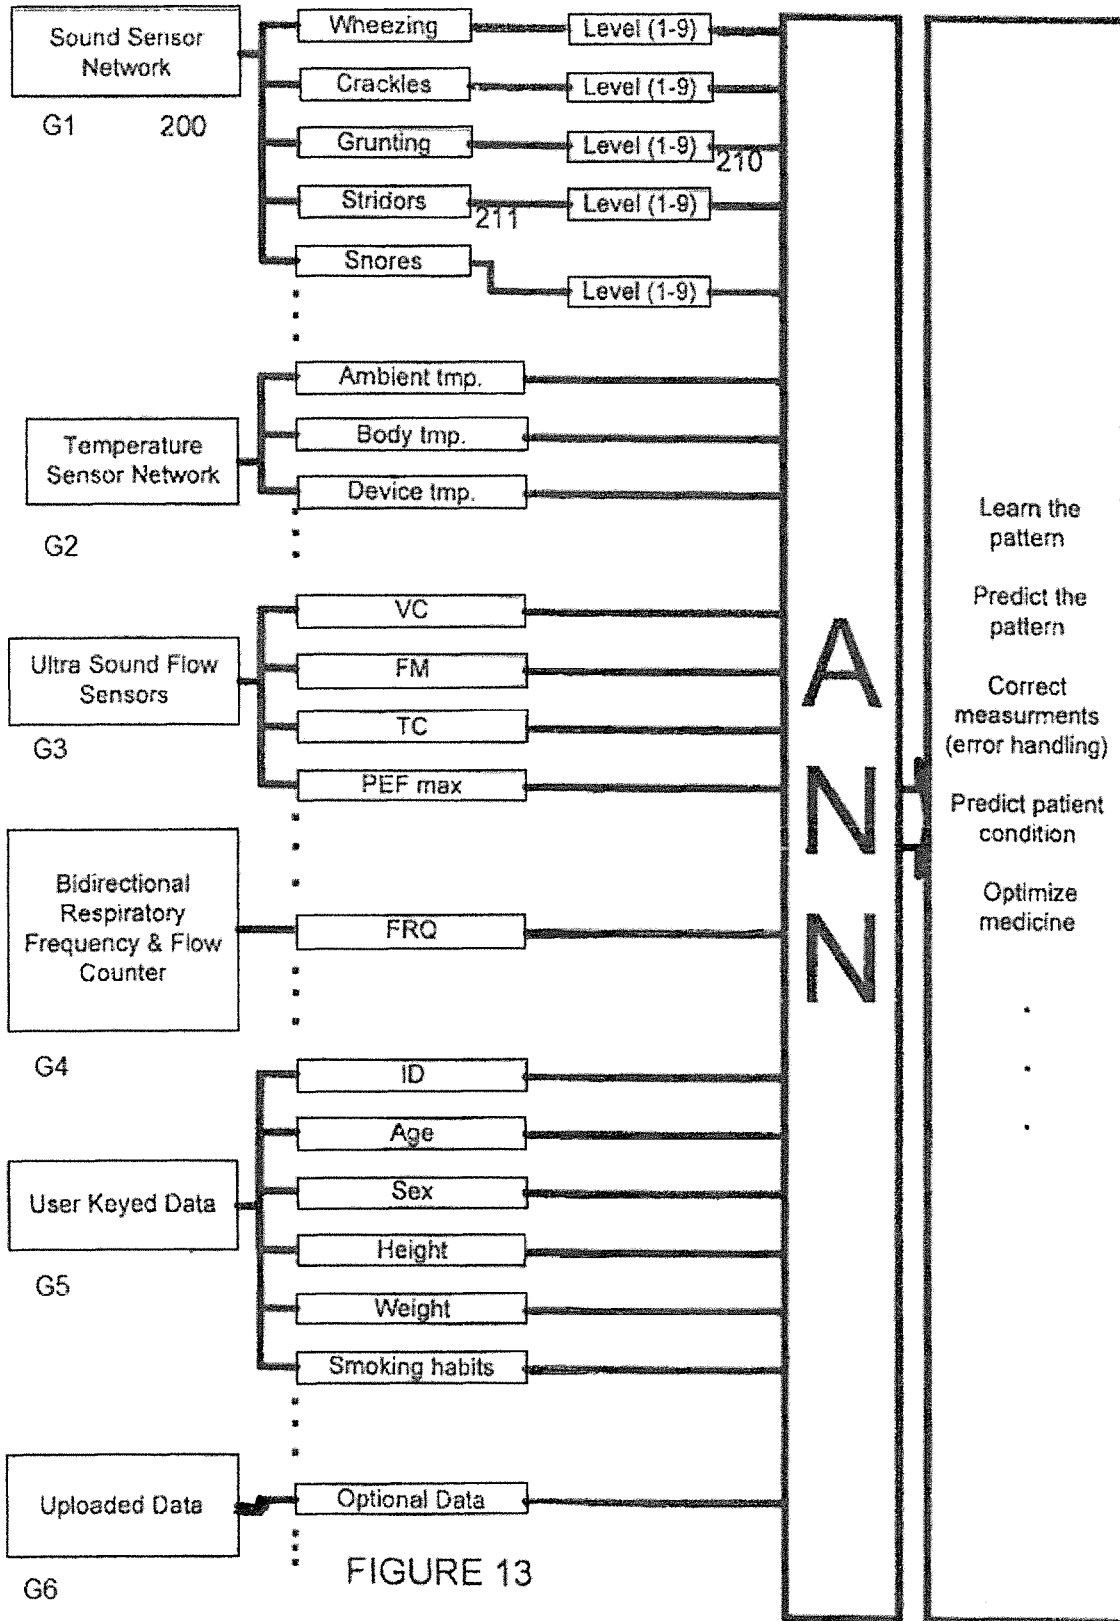 Sound Sensor
Network
G1 200
Wheezing
Level (1-9)
Crackles
Level (1-9)
Grunting
Level (1-9)
210
Stridors
211
Level (1-9)
Snores
Level (1-9)
Temperature
Sensor Network
G2
Ambient tmp.
Body tmp.
Device tmp.
Ultra Sound Flow
Sensors
G3
VC
FM
TC
PEF max
Bidirectional
Respiratory
Frequency & Flow
Counter
G4
FRQ
User Keyed Data
G5
ID
Age
Sex
Height
Weight
Smoking habits
Uploaded Data
G6
Optional Data
A
N
N
Learn the
pattern
Predict the
pattern
Correct
measurments
(error handling)
Predict patient
condition
Optimize
medicine
FIGURE 13